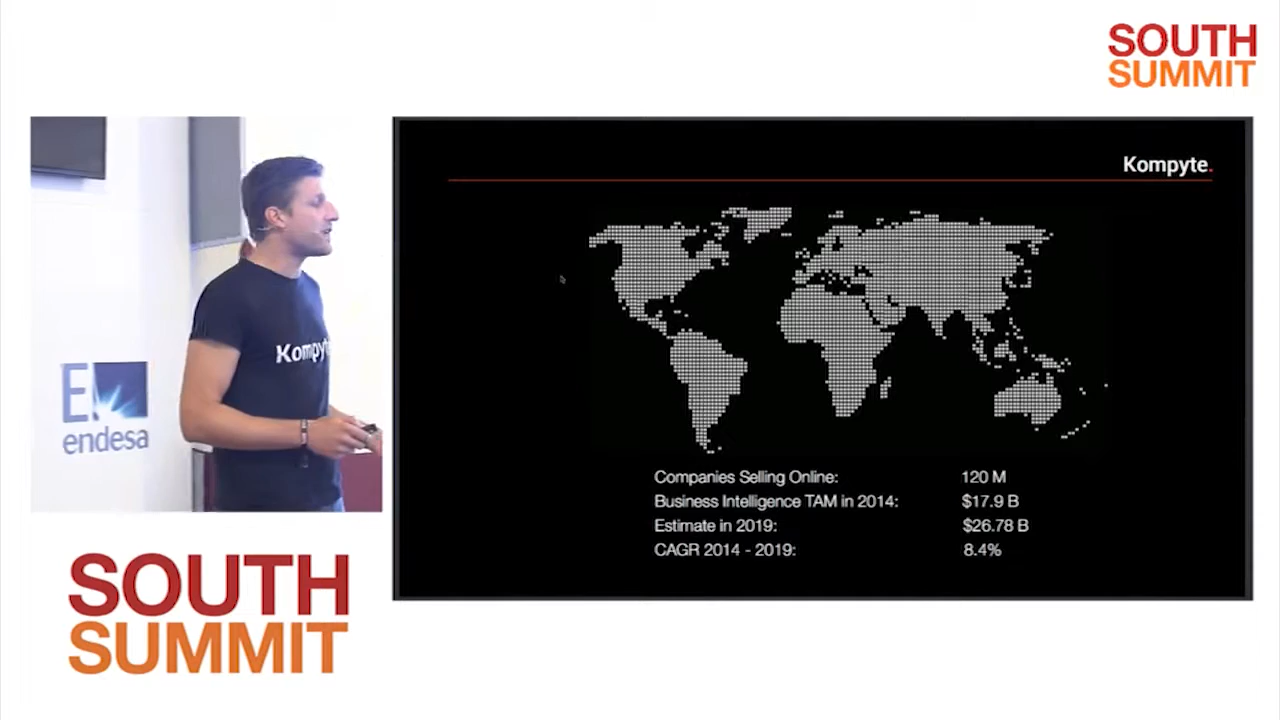 SOUTH
SUMMIT
Kompyte.
Kompyte
E
endesa
Companies Selling Online: 120 M
Business Intelligence TAM in 2014: $17.9 B
Estimate in 2019: $26.78 B
CAGR 2014 - 2019: 8.4%
SOUTH
SUMMIT